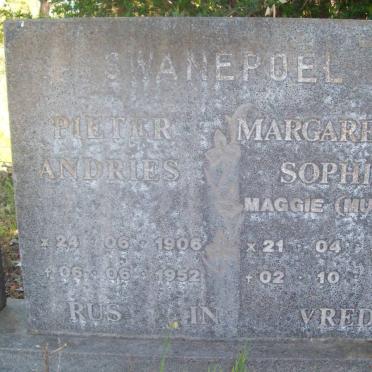 SWANEPOEL
PIETER MARGARE
ANDRIES SOPHI
MAGGIE (MU
* 24 · 06 · 1906 * 21 · 04 ·
† 06 · 06 · 1952 † 02 · 10 ·
RUS IN VRED